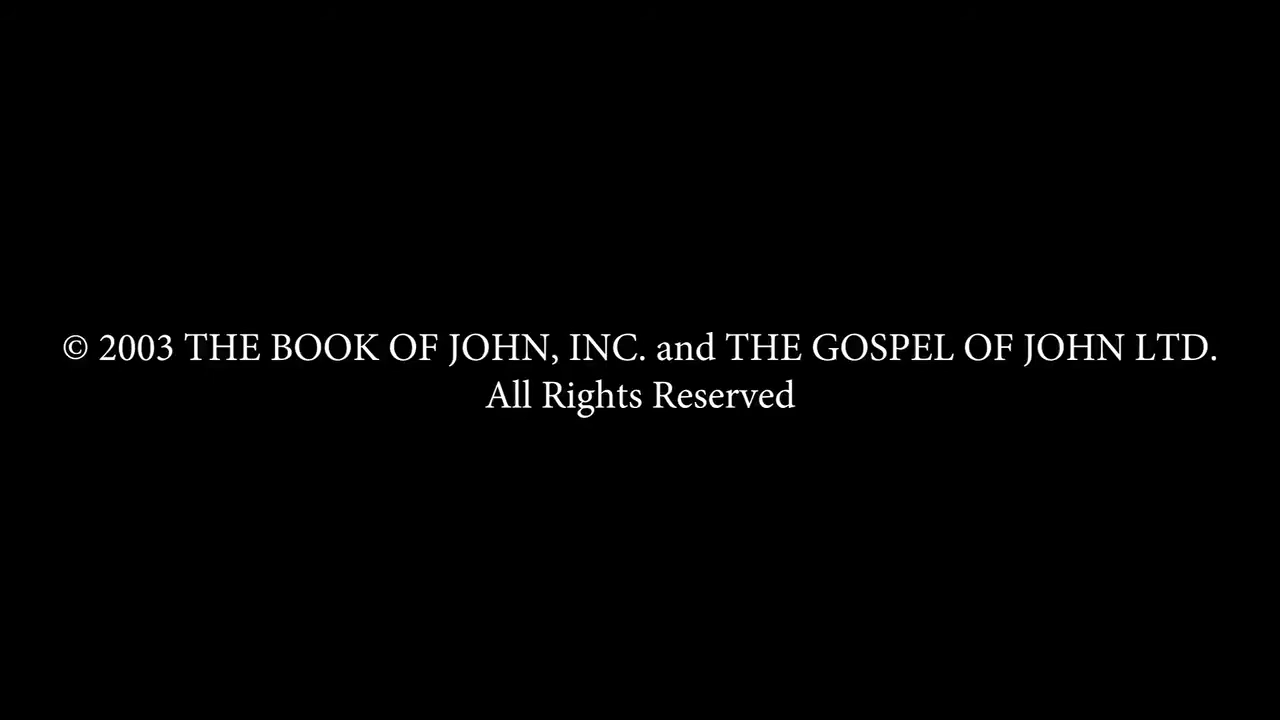 © 2003 THE BOOK OF JOHN, INC. and THE GOSPEL OF JOHN LTD.
All Rights Reserved